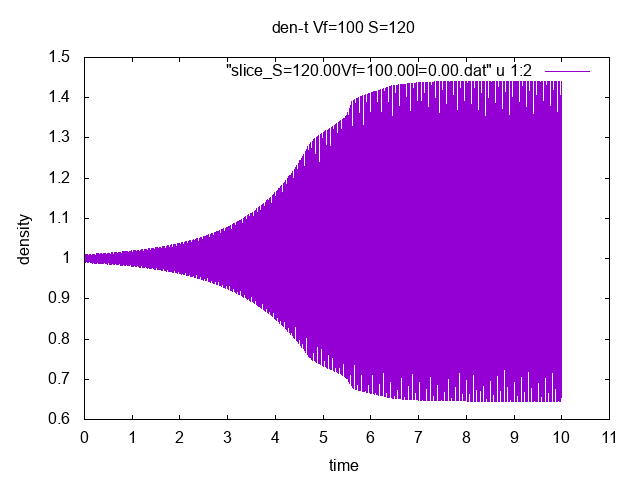 den-t Vf=100 S=120
"slice_S=120.00Vf=100.00l=0.00.dat" u 1:2
1.5
1.4
1.3
1.2
1.1
1
0.9
0.8
0.7
0.6
density
0 1 2 3 4 5 6 7 8 9 10 11
time